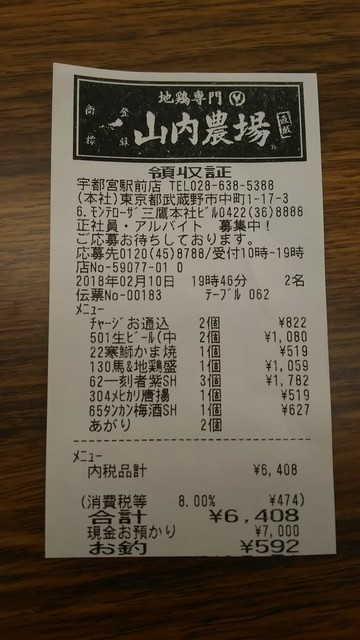 地鶏専門
登録
商標
山内農場
直営
領収証
宇都宮駅前店 TEL028-638-5388
(本社)東京都武蔵野市中町1-17-3
6.ﾓﾝﾃﾛｰｻﾞ三鷹本社ﾋﾞﾙ0422(36)8888
正社員・アルバイト 募集中!
ご応募お待ちしております。
応募先0120(45)8788/受付10時-19時
店No-59077-01 0
2018年02月10日 19時46分 2名
伝票No-00183 ﾃｰﾌﾞﾙ 062
ﾒﾆｭｰ
ﾁｬｰｼﾞお通込 2個 ¥822
501生ﾋﾞｰﾙ(中 2個 ¥1,080
22寒鰤かま焼 1個 ¥519
130馬&地鶏盛 1個 ¥1,059
62一刻者紫SH 3個 ¥1,782
304ﾒﾋｶﾘ唐揚 1個 ¥519
65ﾀﾝｶﾝ梅酒SH 1個 ¥627
あがり 2個
ﾒﾆｭｰ
内税品計 ¥6,408
(消費税等 8.00% ¥474)
合計 ¥6,408
現金お預かり ¥7,000
お釣 ¥592